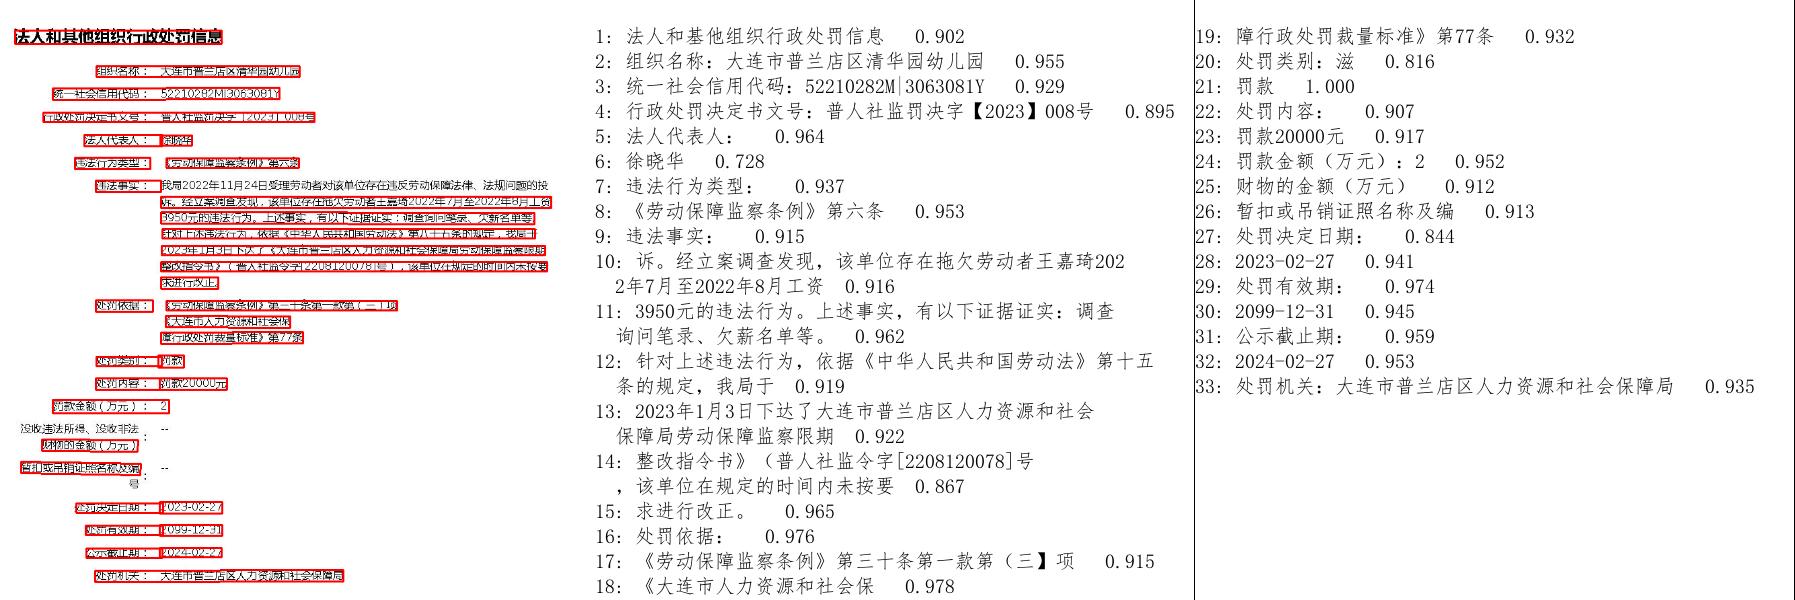 法人和其他组织行政处罚信息
组织名称： 大连市普兰店区清华园幼儿园
统一社会信用代码： 52210282MJ3063081Y
行政处罚决定书文号： 普人社监罚决字【2023】008号
法人代表人： 徐晓华
违法行为类型： 《劳动保障监察条例》第六条
违法事实： 我局2022年11月24日受理劳动者对该单位存在违反劳动保障法律、法规问题的投
诉。经立案调查发现，该单位存在拖欠劳动者王嘉琦2022年7月至2022年8月工资
3950元的违法行为。上述事实，有以下证据证实：调查询问笔录、欠薪名单等
针对上述违法行为，依据《中华人民共和国劳动法》第八十五条的规定，我局于
2023年1月3日下达了《大连市普兰店区人力资源和社会保障局劳动保障监察限期
整改指令书》（普人社监令字[2208120078]号），该单位在规定的时间内未按要
求进行改正。
处罚依据： 《劳动保障监察条例》第三十条第一款第（三）项
《大连市人力资源和社会保
障行政处罚裁量标准》第77条
处罚类别： 罚款
处罚内容： 罚款20000元
罚款金额（万元）： 2
没收违法所得、没收非法
财物的金额（万元） ： --
暂扣或吊销证照名称及编
号 ： --
处罚决定日期： 2023-02-27
处罚有效期： 2099-12-31
公示截止期： 2024-02-27
处罚机关： 大连市普兰店区人力资源和社会保障局
1: 法人和基他组织行政处罚信息 0.902
2: 组织名称: 大连市普兰店区清华园幼儿园 0.955
3: 统一社会信用代码: 52210282M|3063081Y 0.929
4: 行政处罚决定书文号: 普人社监罚决字【2023】008号 0.895
5: 法人代表人: 0.964
6: 徐晓华 0.728
7: 违法行为类型: 0.937
8: 《劳动保障监察条例》第六条 0.953
9: 违法事实: 0.915
10: 诉。经立案调查发现，该单位存在拖欠劳动者王嘉琦202
2年7月至2022年8月工资 0.916
11: 3950元的违法行为。上述事实，有以下证据证实: 调查
询问笔录、欠薪名单等。 0.962
12: 针对上述违法行为，依据《中华人民共和国劳动法》第十五
条的规定，我局于 0.919
13: 2023年1月3日下达了大连市普兰店区人力资源和社会
保障局劳动保障监察限期 0.922
14: 整改指令书》（普人社监令字[2208120078]号
，该单位在规定的时间内未按要 0.867
15: 求进行改正。 0.965
16: 处罚依据: 0.976
17: 《劳动保障监察条例》第三十条第一款第（三】项 0.915
18: 《大连市人力资源和社会保 0.978
19: 障行政处罚裁量标准》第77条 0.932
20: 处罚类别: 滋 0.816
21: 罚款 1.000
22: 处罚内容: 0.907
23: 罚款20000元 0.917
24: 罚款金额（万元）: 2 0.952
25: 财物的金额（万元） 0.912
26: 暂扣或吊销证照名称及编 0.913
27: 处罚决定日期: 0.844
28: 2023-02-27 0.941
29: 处罚有效期: 0.974
30: 2099-12-31 0.945
31: 公示截止期: 0.959
32: 2024-02-27 0.953
33: 处罚机关: 大连市普兰店区人力资源和社会保障局 0.935